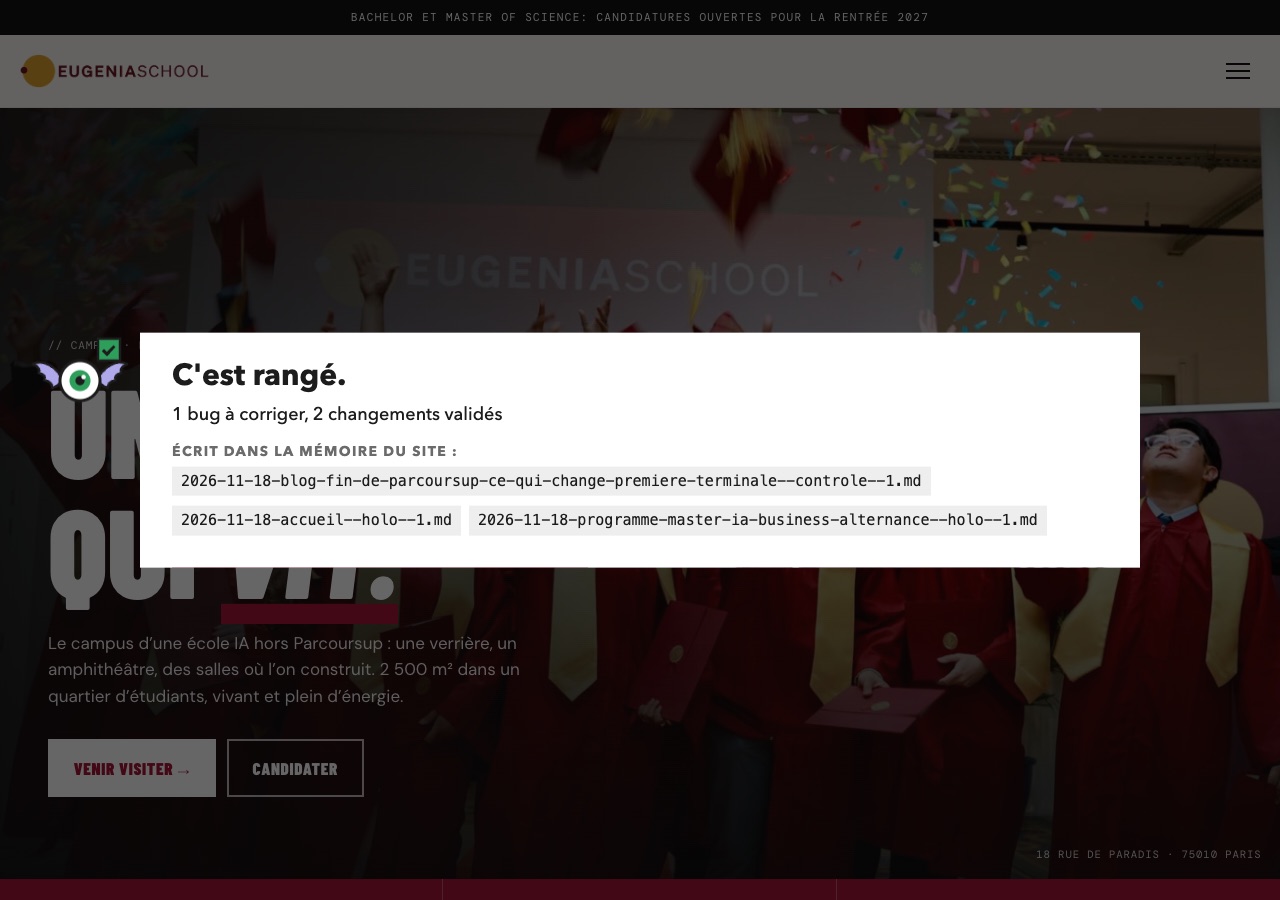 BACHELOR ET MASTER OF SCIENCE: CANDIDATURES OUVERTES POUR LA RENTRÉE 2027
EUGENIASCHOOL
EUGENIASCHOOL
// CAMP
C'est rangé.
1 bug à corriger, 2 changements validés
ÉCRIT DANS LA MÉMOIRE DU SITE :
2026-11-18-blog-fin-de-parcoursup-ce-qui-change-premiere-terminale--controle--1.md
2026-11-18-accueil--holo--1.md 2026-11-18-programme-master-ia-business-alternance--holo--1.md
UN
QUI VIT.
Le campus d’une école IA hors Parcoursup : une verrière, un
amphithéâtre, des salles où l’on construit. 2 500 m² dans un
quartier d’étudiants, vivant et plein d’énergie.
VENIR VISITER →
CANDIDATER
18 RUE DE PARADIS · 75010 PARIS